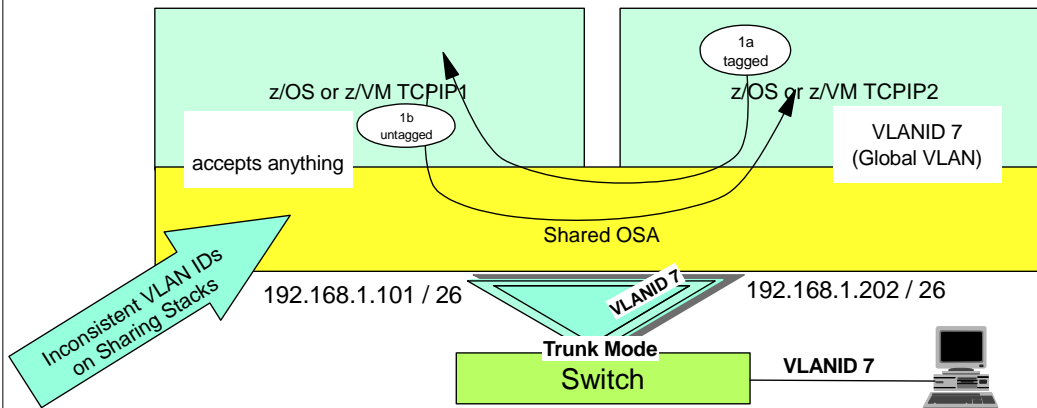 1a
tagged
z/OS or z/VM TCPIP1
z/OS or z/VM TCPIP2
1b
untagged
VLANID 7
(Global VLAN)
accepts anything
Shared OSA
Inconsistent VLAN IDs
on Sharing Stacks
192.168.1.101 / 26
VLANID 7
192.168.1.202 / 26
Trunk Mode
Switch
VLANID 7